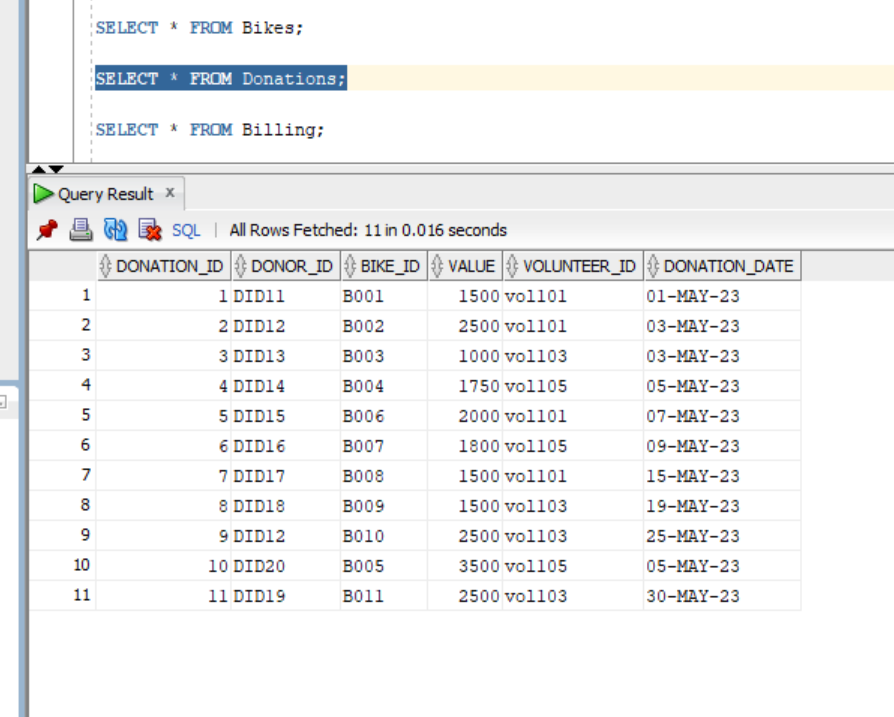 SELECT * FROM Bikes;
SELECT * FROM Donations;
SELECT * FROM Billing;
Query Result x
SQL | All Rows Fetched: 11 in 0.016 seconds
DONATION_ID DONOR_ID BIKE_ID VALUE VOLUNTEER_ID DONATION_DATE
1 1 DID11 B001 1500 vol101 01-MAY-23
2 2 DID12 B002 2500 vol101 03-MAY-23
3 3 DID13 B003 1000 vol103 03-MAY-23
4 4 DID14 B004 1750 vol105 05-MAY-23
5 5 DID15 B006 2000 vol101 07-MAY-23
6 6 DID16 B007 1800 vol105 09-MAY-23
7 7 DID17 B008 1500 vol101 15-MAY-23
8 8 DID18 B009 1500 vol103 19-MAY-23
9 9 DID12 B010 2500 vol103 25-MAY-23
10 10 DID20 B005 3500 vol105 05-MAY-23
11 11 DID19 B011 2500 vol103 30-MAY-23